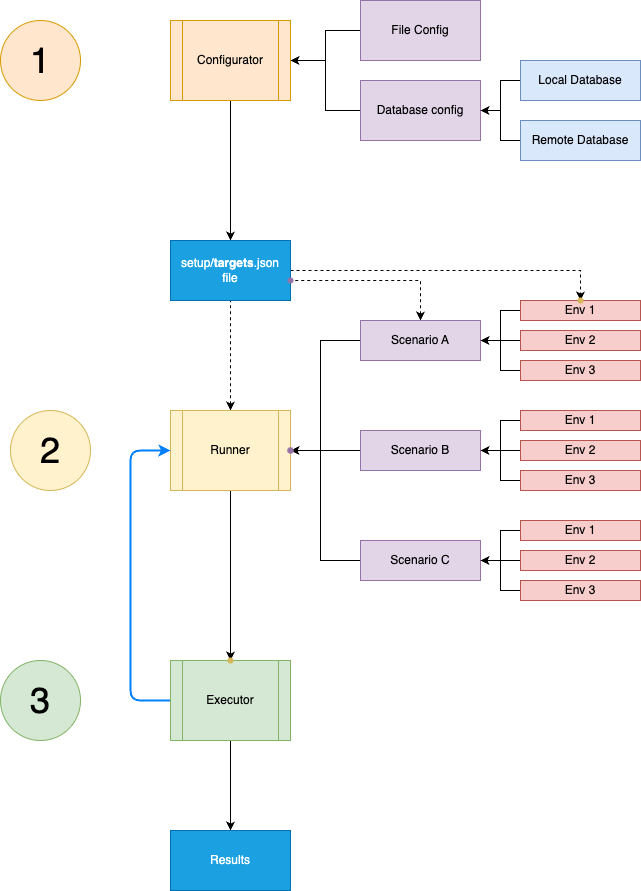 1
Configurator
File Config
Database config
Local Database
Remote Database
setup/targets.json
file
Scenario A
Env 1
Env 2
Env 3
2
Runner
Scenario B
Env 1
Env 2
Env 3
Scenario C
Env 1
Env 2
Env 3
3
Executor
Results